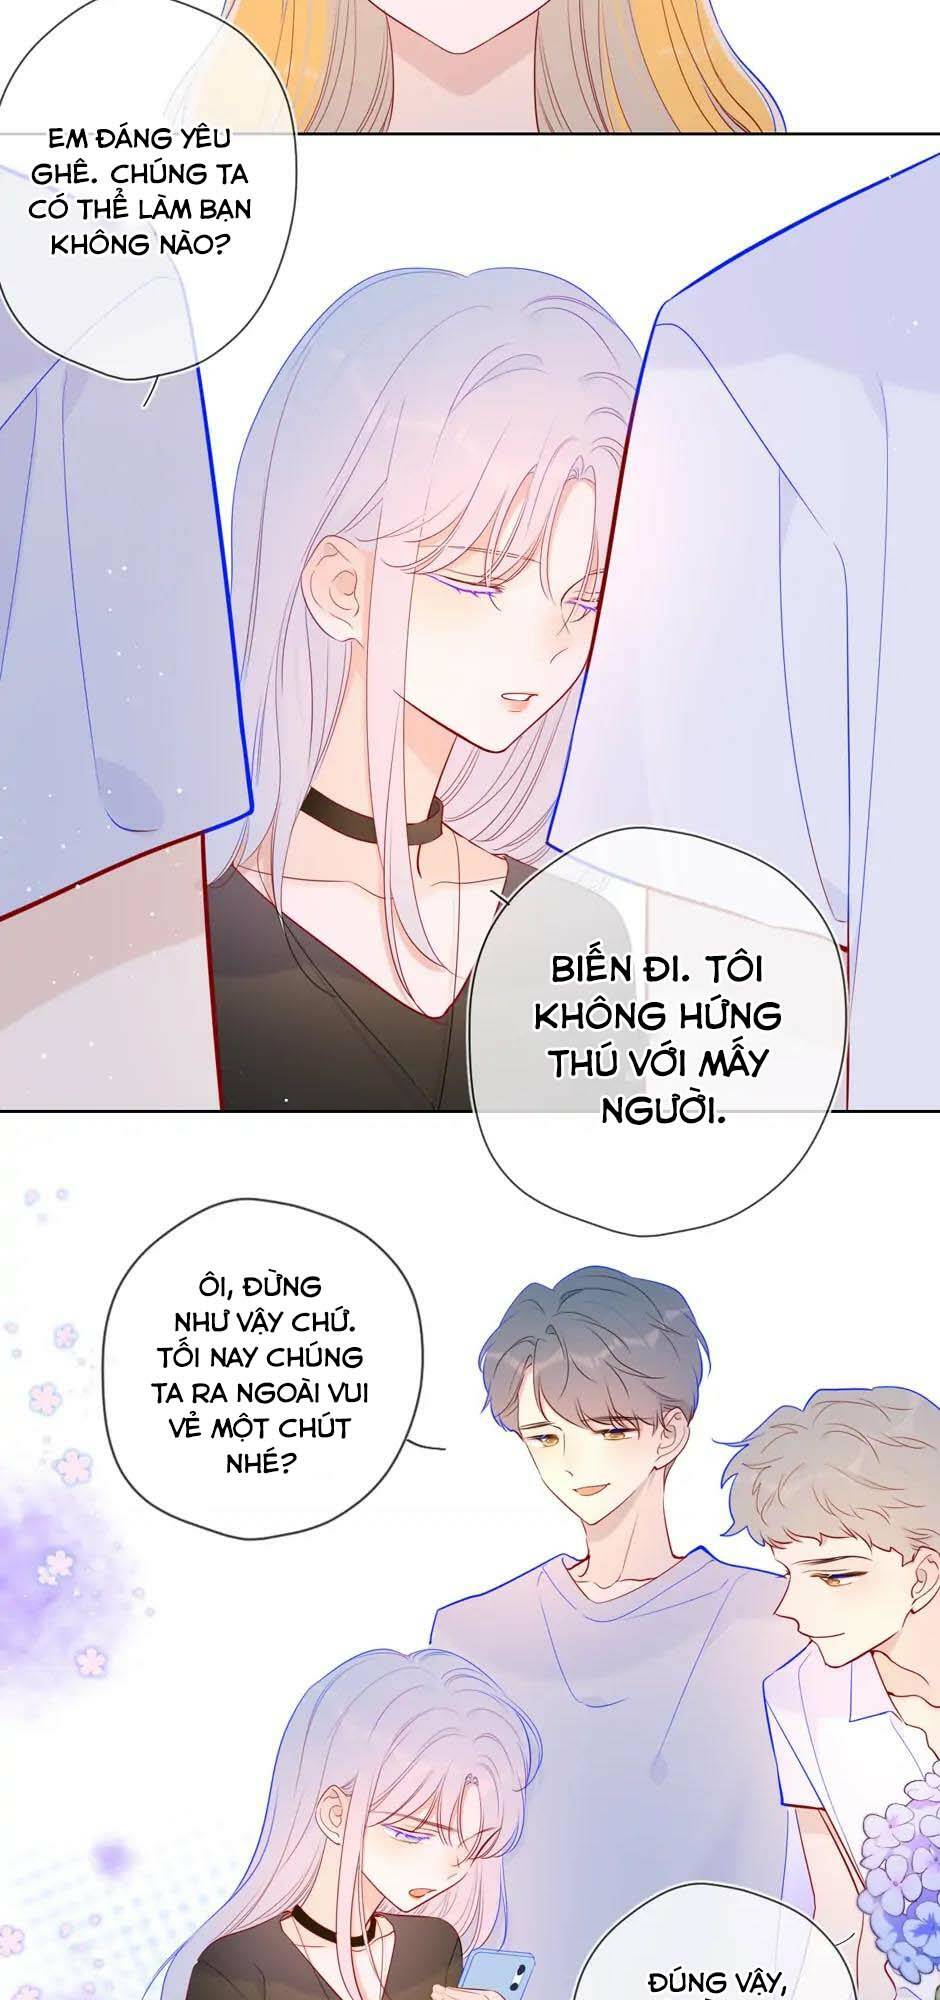 EM ĐÁNG YÊU
GHÊ. CHÚNG TA
CÓ THỂ LÀM BẠN
KHÔNG NÀO?
BIẾN ĐI. TÔI
KHÔNG HỨNG
THÚ VỚI MẤY
NGƯỜI.
ÔI, ĐỪNG
NHƯ VẬY CHỨ.
TỐI NAY CHÚNG
TA RA NGOÀI VUI
VẺ MỘT CHÚT
NHÉ?
ĐÚNG VẬY,